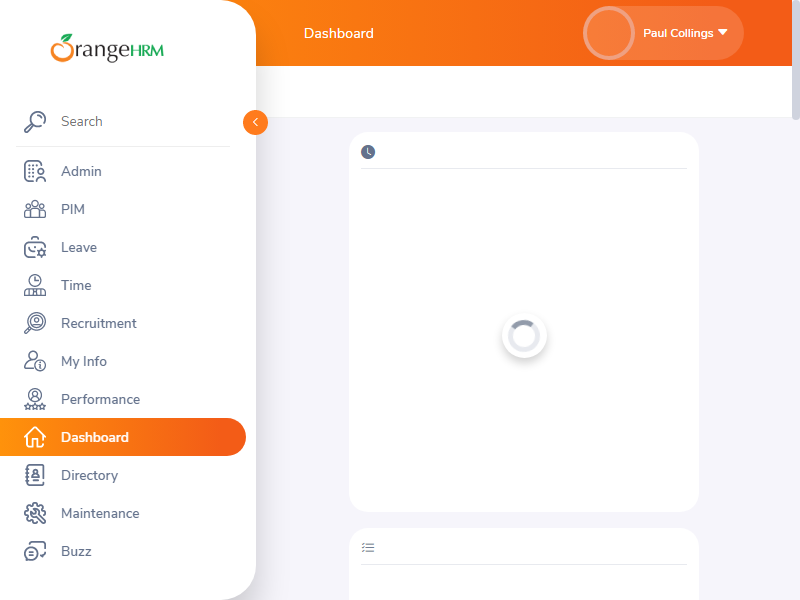 OrangeHRM
Dashboard
Paul Collings
Search
Admin
PIM
Leave
Time
Recruitment
My Info
Performance
Dashboard
Directory
Maintenance
Buzz